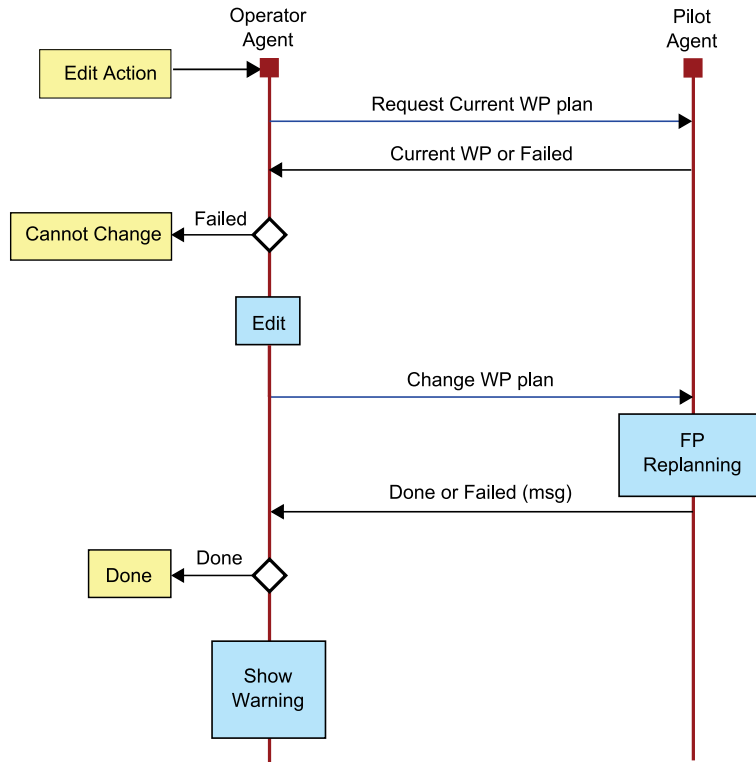 Operator
Agent
Pilot
Agent
Edit Action
Request Current WP plan
Current WP or Failed
Failed
Cannot Change
Edit
Change WP plan
FP
Replanning
Done or Failed (msg)
Done
Done
Show
Warning